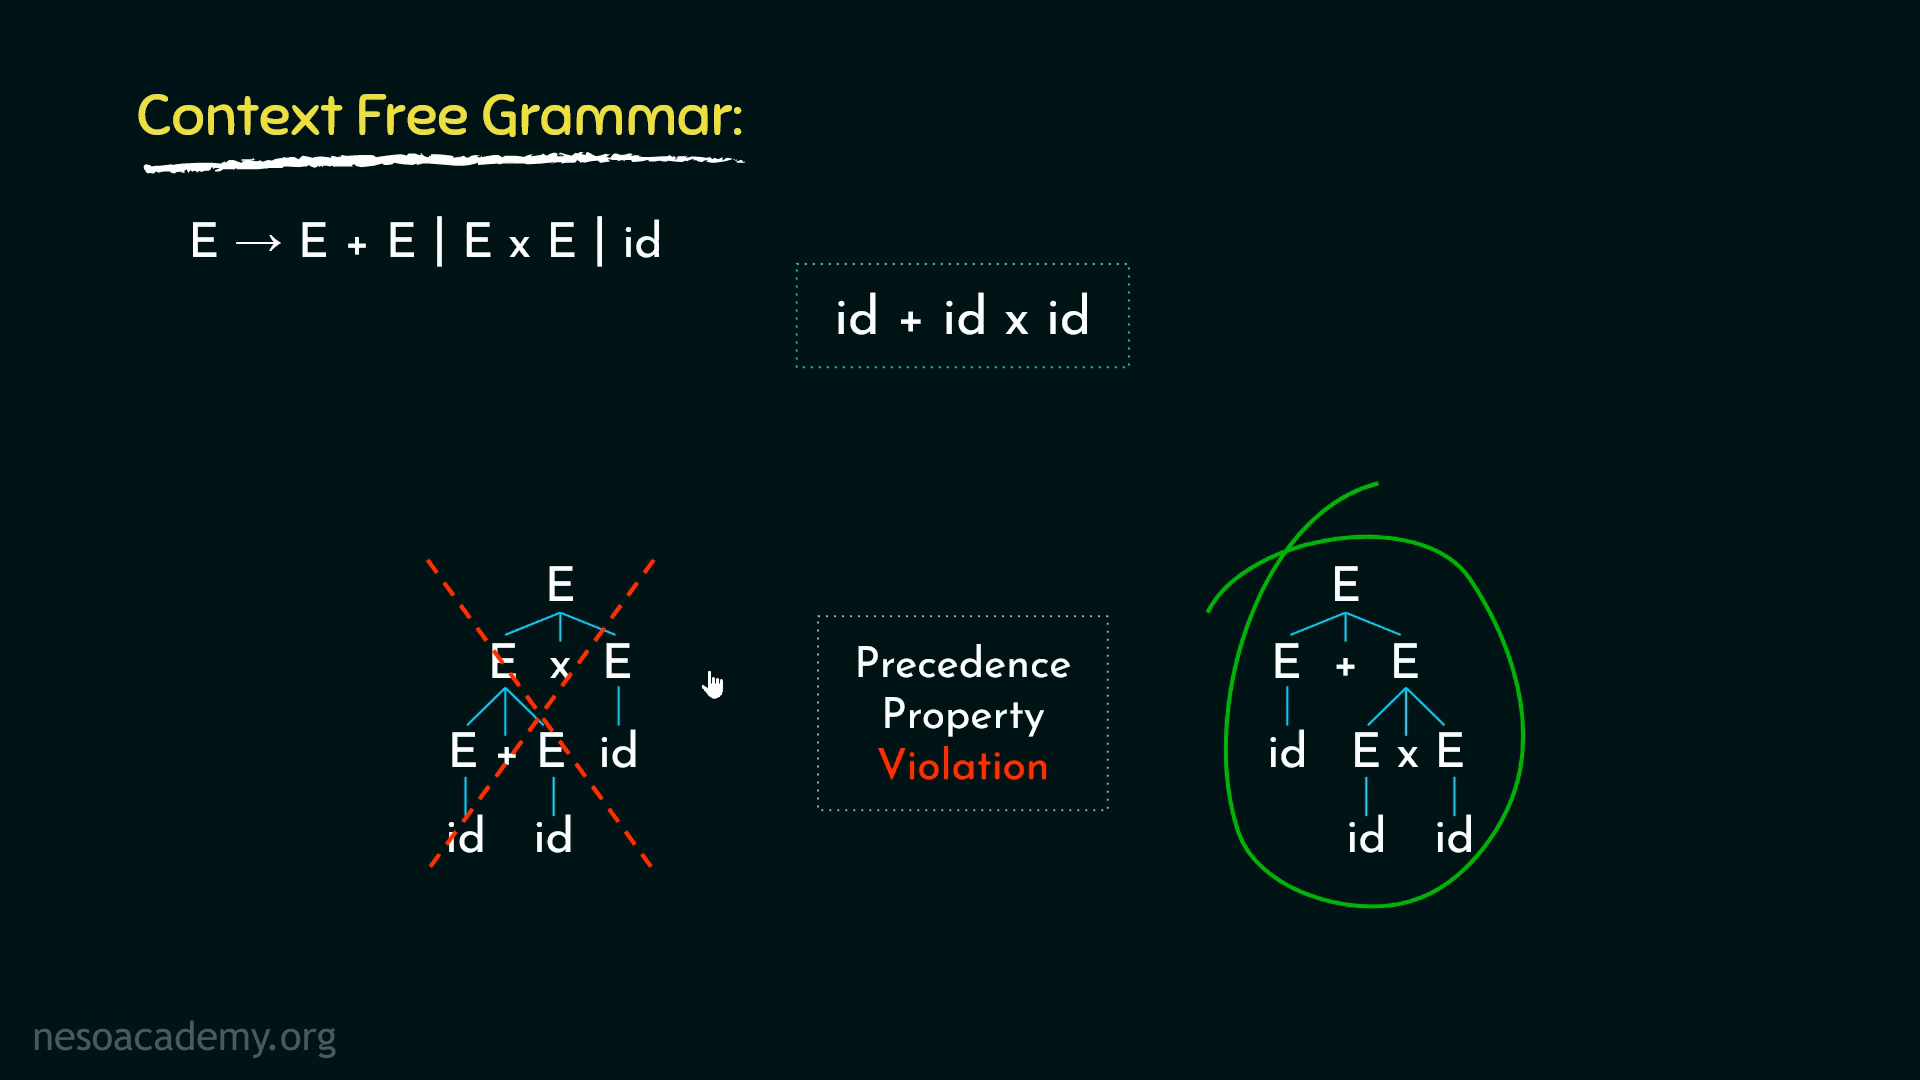 Context Free Grammar:
E → E + E | E x E | id
id + id x id
E
E x E
E + E id
id id
Precedence
Property
Violation
E
E + E
id E x E
id id
nesoacademy.org